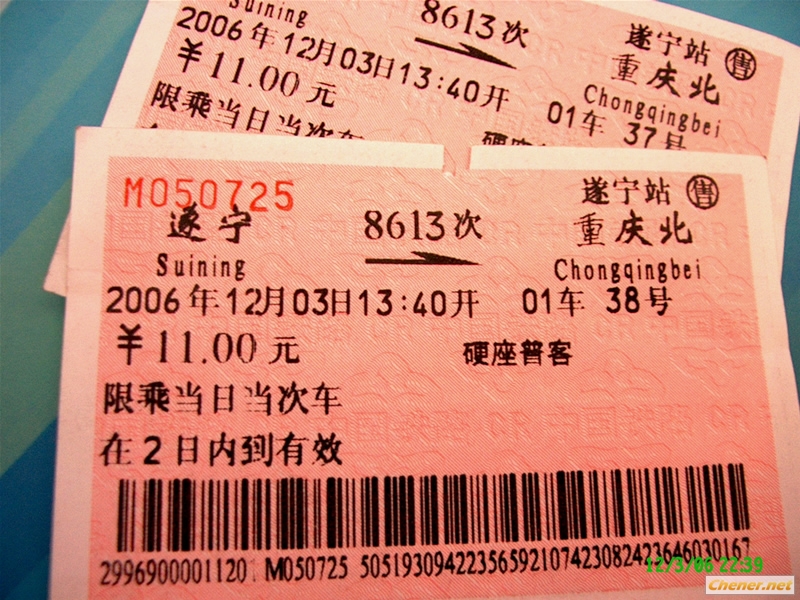 Suining
8613次
遂宁站 售
重庆北
Chongqingbei
2006年12月03日13:40开
01车 37号
¥11.00元
限乘当日当次车
硬座
M050725
遂宁站 售
遂宁
8613次
重庆北
Suining
Chongqingbei
2006年12月03日13:40开 01车 38号
¥11.00元
硬座普客
限乘当日当次车
在2日内到有效
29969000011201 M050725 50519309422356592107423082423646030167
12/3/06 22:39
Chener.net